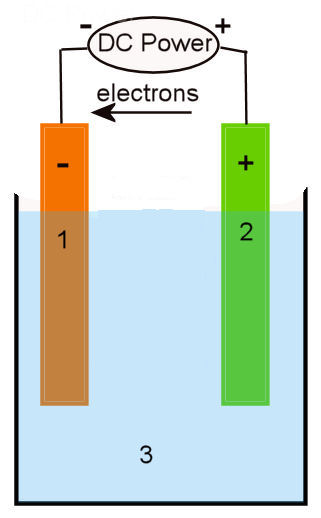 - DC Power +
electrons
- +
1 2
3